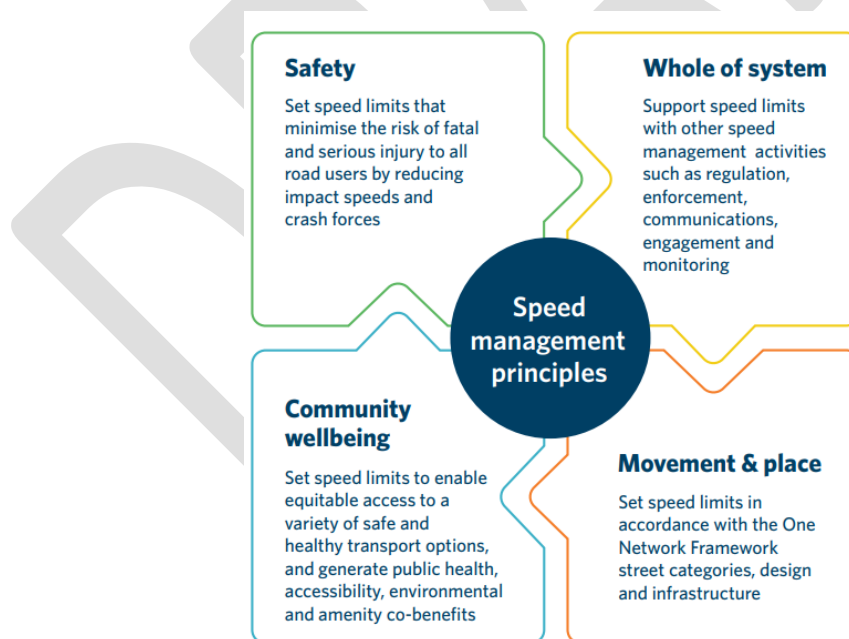 Safety
Set speed limits that
minimise the risk of fatal
and serious injury to all
road users by reducing
impact speeds and
crash forces
Whole of system
Support speed limits
with other speed
management activities
such as regulation,
enforcement,
communications,
engagement and
monitoring
Speed
management
principles
Community
wellbeing
Set speed limits to enable
equitable access to a
variety of safe and
healthy transport options,
and generate public health,
accessibility, environmental
and amenity co-benefits
Movement & place
Set speed limits in
accordance with the One
Network Framework
street categories, design
and infrastructure